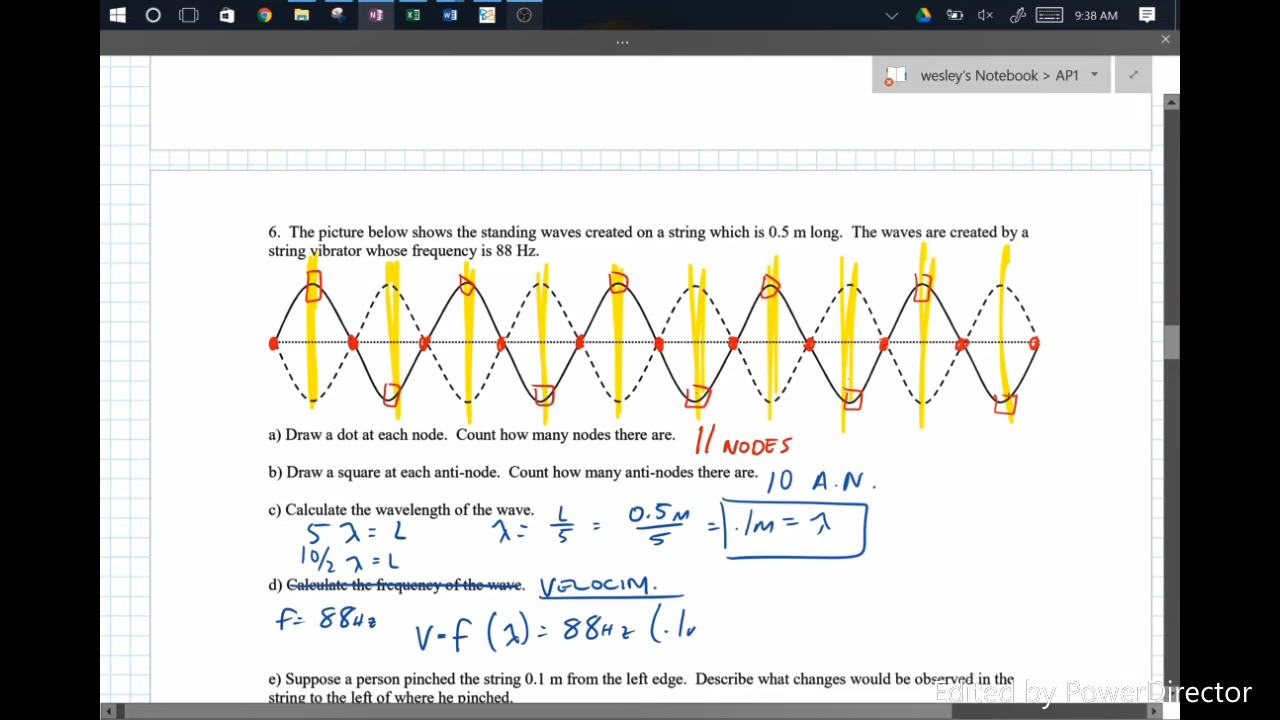 9:38 AM
wesley's Notebook > AP1
6. The picture below shows the standing waves created on a string which is 0.5 m long. The waves are created by a
string vibrator whose frequency is 88 Hz.
a) Draw a dot at each node. Count how many nodes there are. 11 NODES
b) Draw a square at each anti-node. Count how many anti-nodes there are. 10 A.N.
c) Calculate the wavelength of the wave.
5 λ = L λ = L/5 = 0.5M/5 = .1M = λ
10/2 λ = L
d) Calculate the frequency of the wave. VELOCIM.
f= 88Hz V=f (λ) = 88Hz (.1
e) Suppose a person pinched the string 0.1 m from the left edge. Describe what changes would be observed in the
string to the left of where he pinched.
Edited by PowerDirector